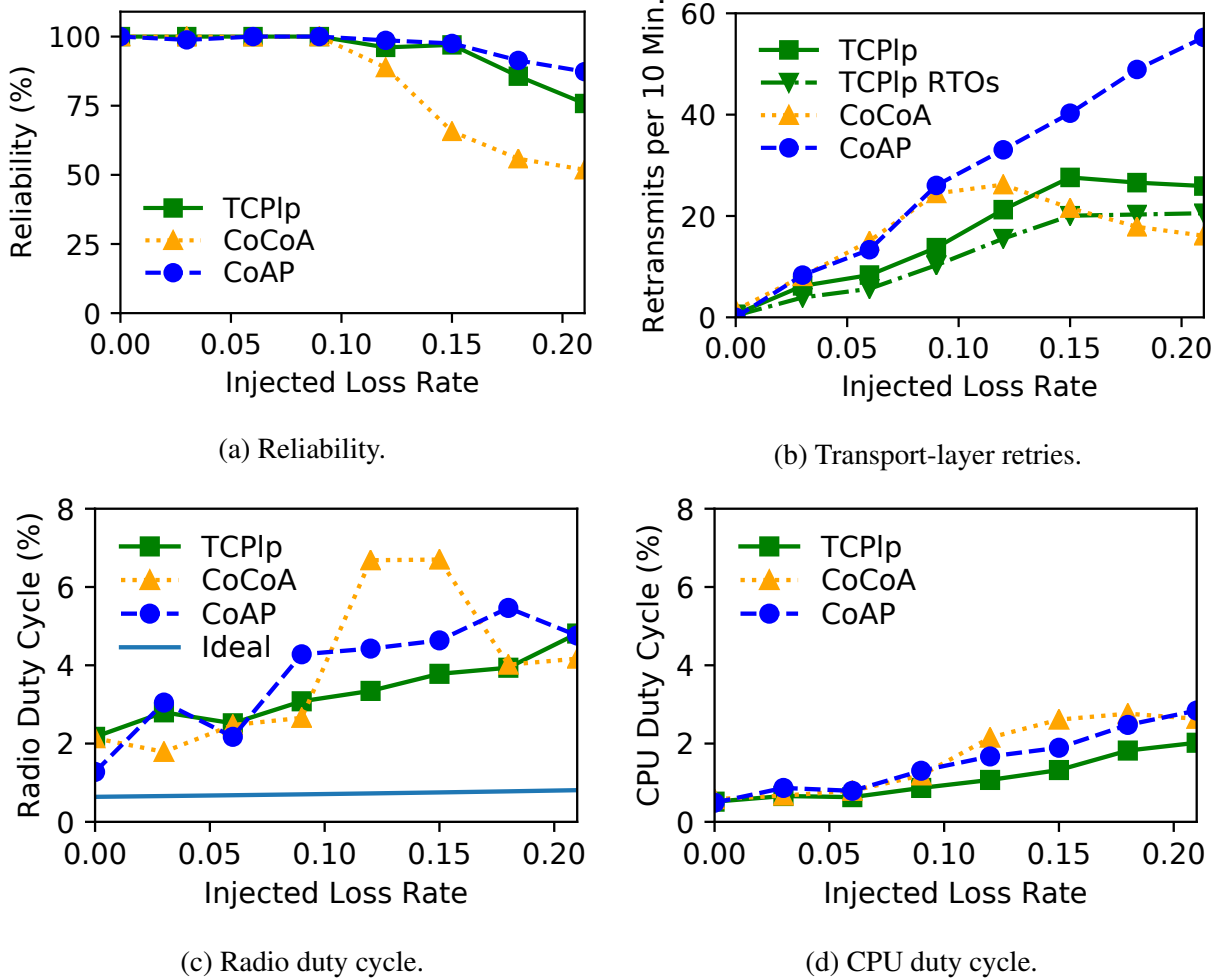 Reliability (%)
100
75
50
25
0
TCPlp
CoCoA
CoAP
0.00 0.05 0.10 0.15 0.20
Injected Loss Rate
(a) Reliability.
Retransmits per 10 Min.
60
40
20
0
TCPlp
TCPlp RTOs
CoCoA
CoAP
0.00 0.05 0.10 0.15 0.20
Injected Loss Rate
(b) Transport-layer retries.
Radio Duty Cycle (%)
8
6
4
2
0
TCPlp
CoCoA
CoAP
Ideal
0.00 0.05 0.10 0.15 0.20
Injected Loss Rate
(c) Radio duty cycle.
CPU Duty Cycle (%)
8
6
4
2
0
TCPlp
CoCoA
CoAP
0.00 0.05 0.10 0.15 0.20
Injected Loss Rate
(d) CPU duty cycle.